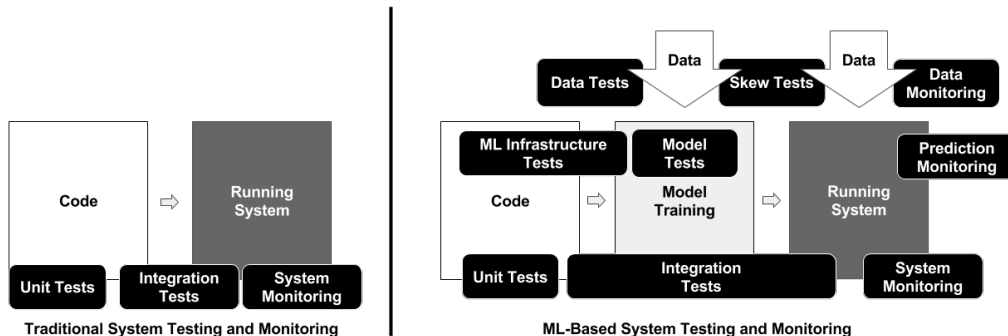 Code
Running
System
Unit Tests
Integration
Tests
System
Monitoring
Traditional System Testing and Monitoring
Data
Data
Data Tests
Skew Tests
Data
Monitoring
ML Infrastructure
Tests
Model
Tests
Prediction
Monitoring
Code
Model
Training
Running
System
Unit Tests
Integration
Tests
System
Monitoring
ML-Based System Testing and Monitoring